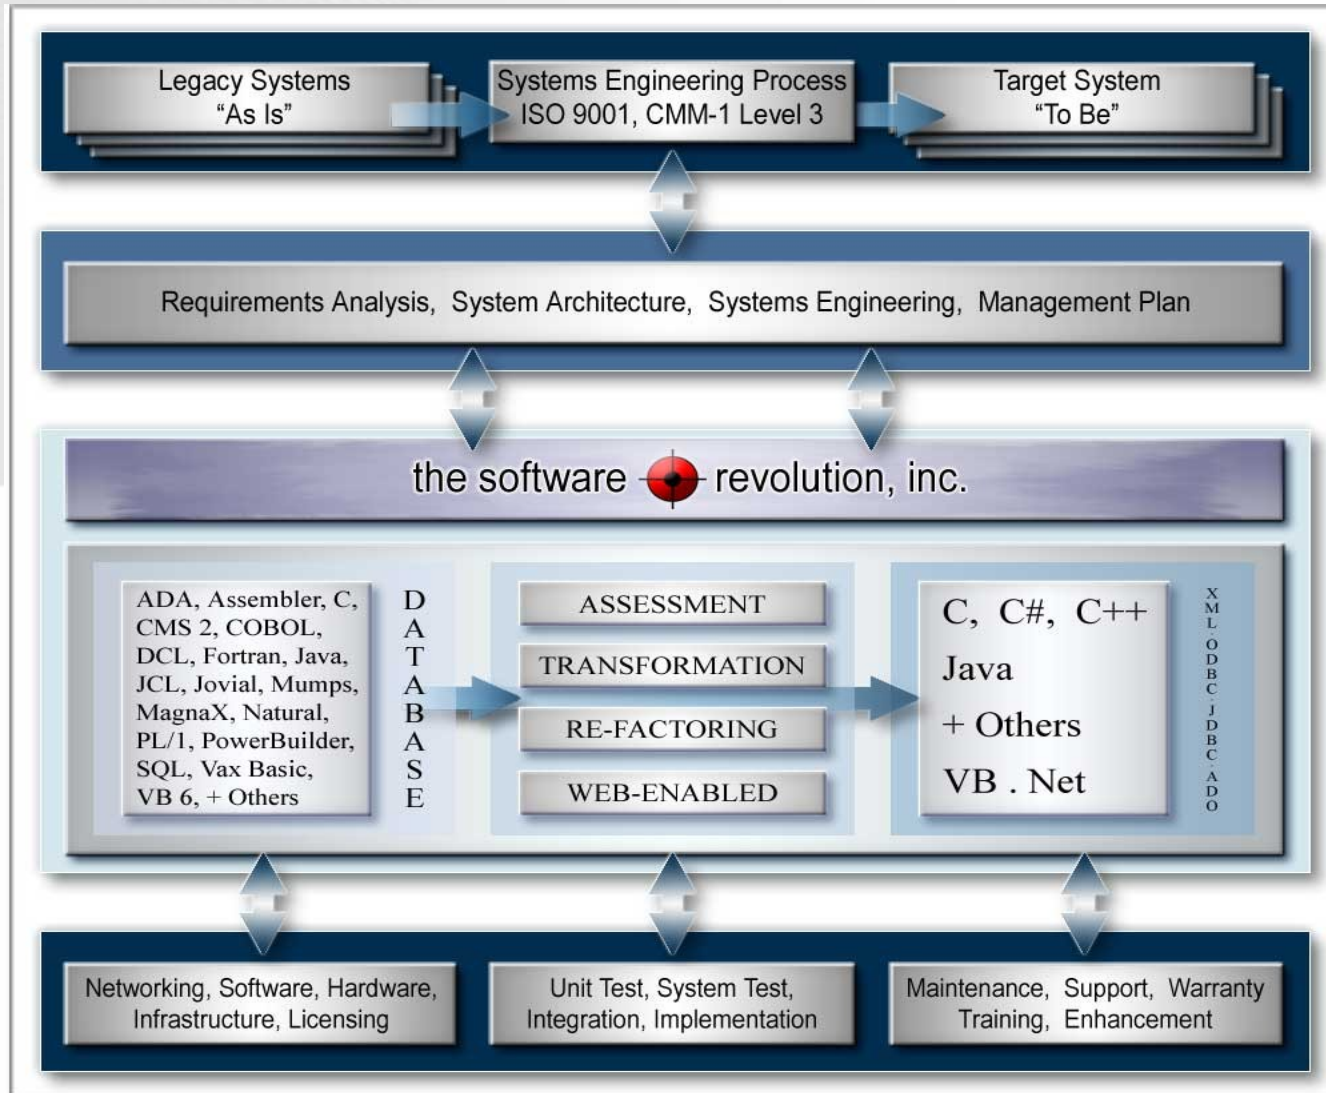 Legacy Systems
“As Is”
Systems Engineering Process
ISO 9001, CMM-1 Level 3
Target System
“To Be”
Requirements Analysis, System Architecture, Systems Engineering, Management Plan
the software revolution, inc.
ADA, Assembler, C,
CMS 2, COBOL,
DCL, Fortran, Java,
JCL, Jovial, Mumps,
MagnaX, Natural,
PL/1, PowerBuilder,
SQL, Vax Basic,
VB 6, + Others
DATABASE
ASSESSMENT
TRANSFORMATION
RE-FACTORING
WEB-ENABLED
C, C#, C++
Java
+ Others
VB . Net
XML.ODBC.JDBC.ADO
Networking, Software, Hardware,
Infrastructure, Licensing
Unit Test, System Test,
Integration, Implementation
Maintenance, Support, Warranty
Training, Enhancement